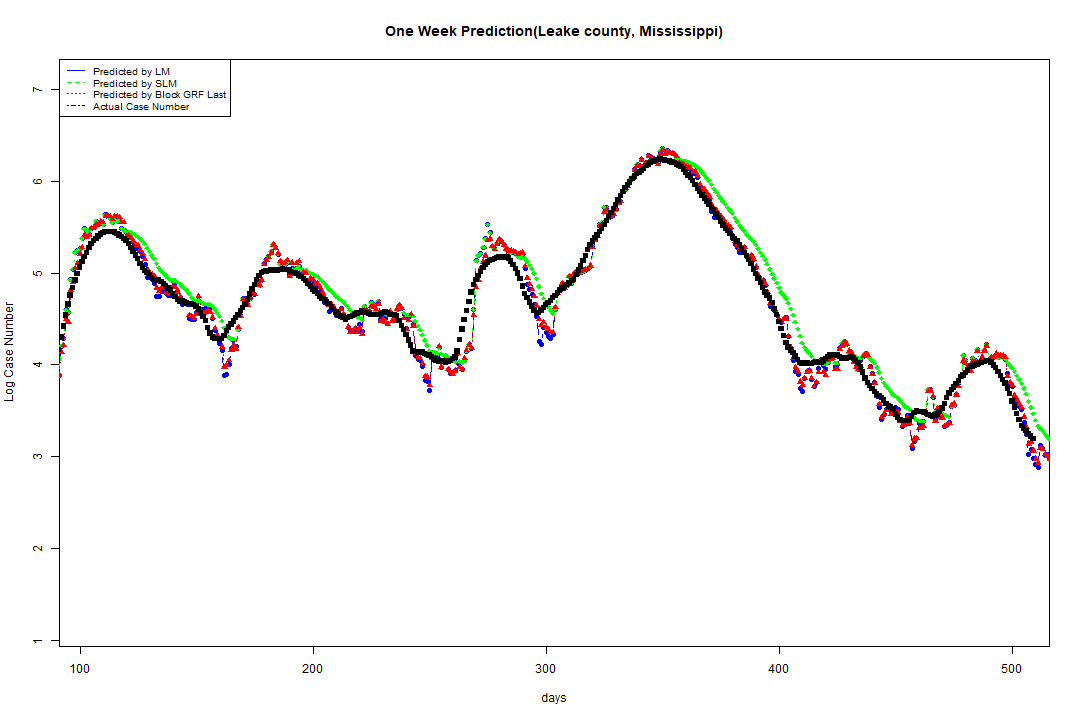 One Week Prediction(Leake county, Mississippi)
Predicted by LM
Predicted by SLM
Predicted by Block GRF Last
Actual Case Number
7
6
5
4
3
2
1
Log Case Number
100 200 300 400 500
days